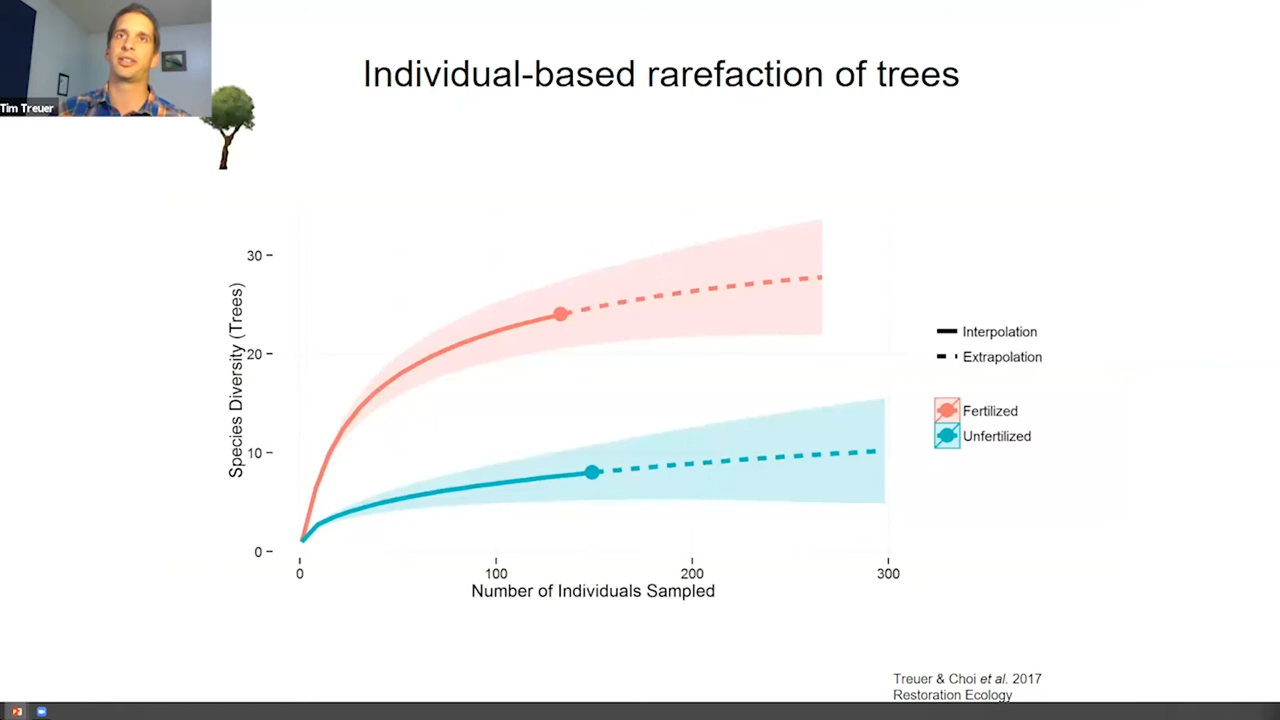 Tim Treuer
Individual-based rarefaction of trees
Species Diversity (Trees)
30
20
10
0
0
100
200
300
Number of Individuals Sampled
Interpolation
Extrapolation
Fertilized
Unfertilized
Treuer & Choi et al. 2017
Restoration Ecology